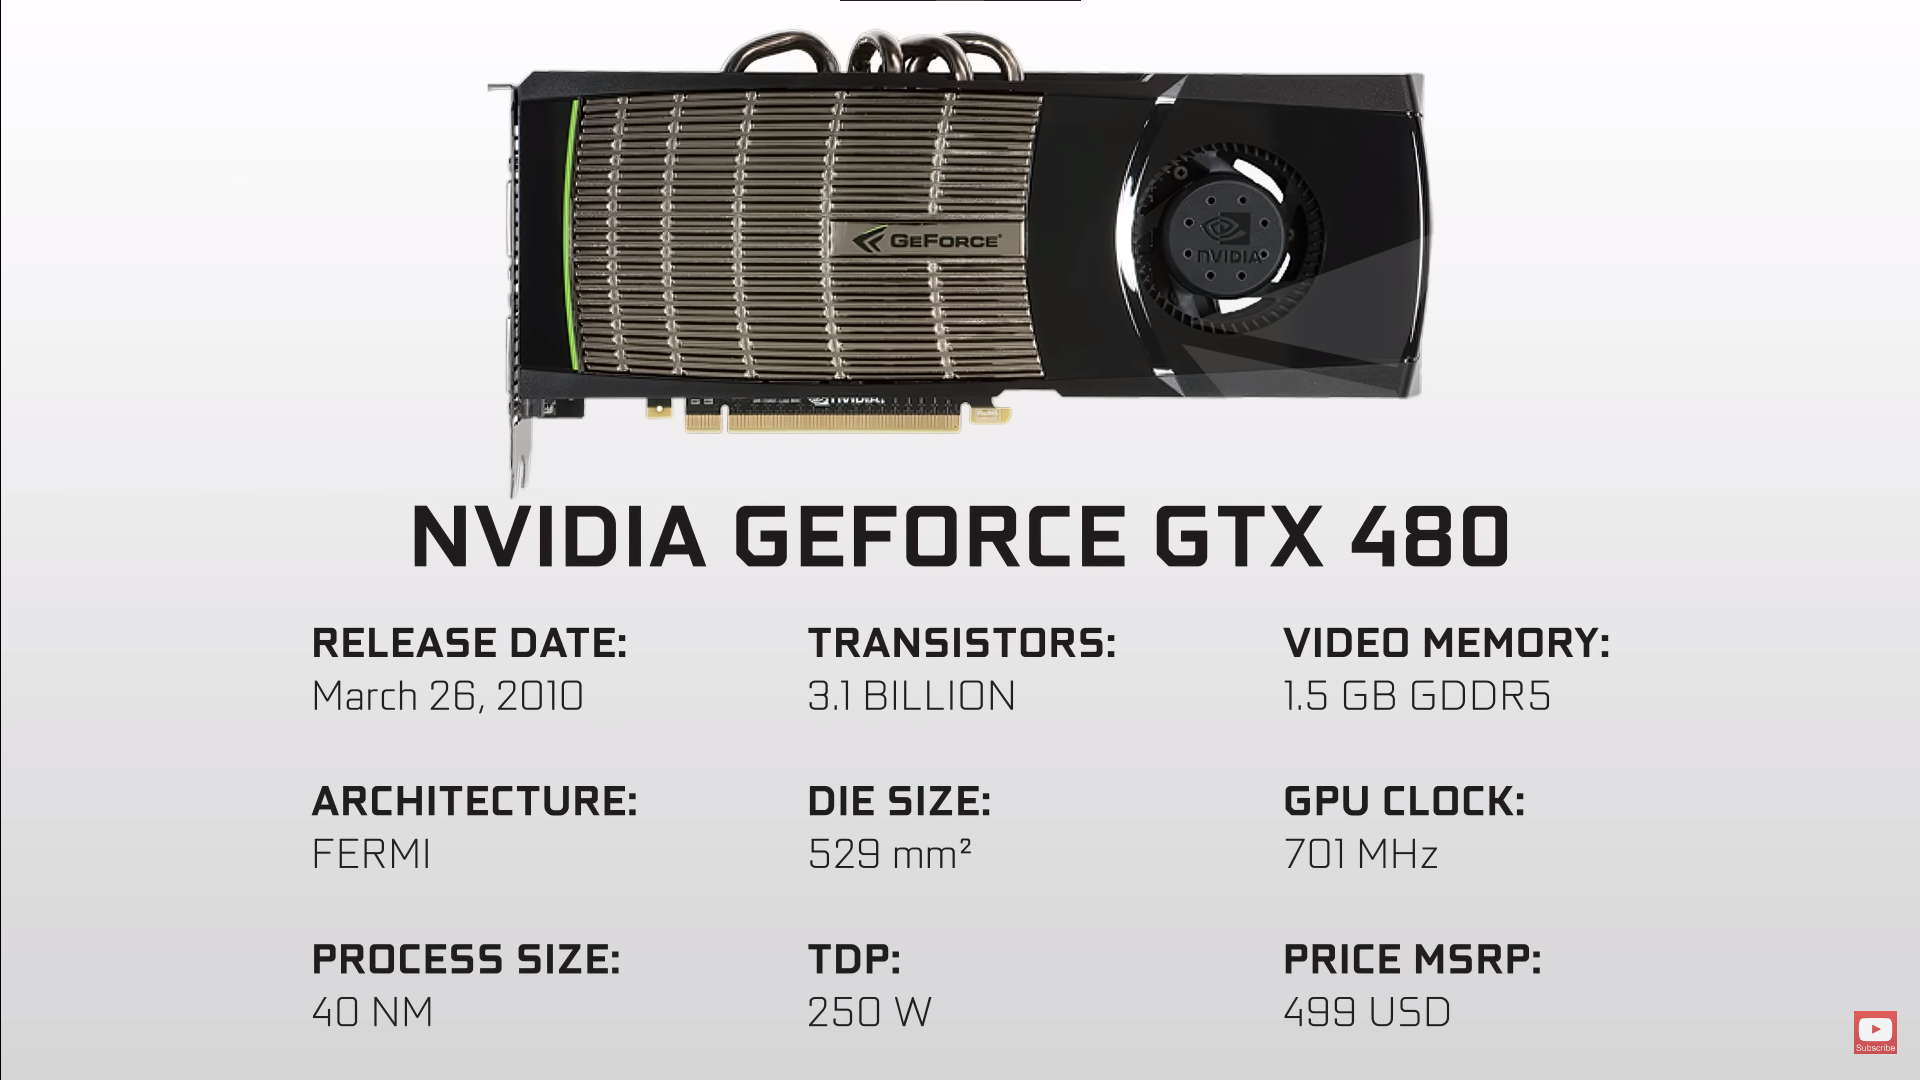 GEFORCE
NVIDIA
NVIDIA
NVIDIA GEFORCE GTX 480
RELEASE DATE:
March 26, 2010
TRANSISTORS:
3.1 BILLION
VIDEO MEMORY:
1.5 GB GDDR5
ARCHITECTURE:
FERMI
DIE SIZE:
529 mm²
GPU CLOCK:
701 MHz
PROCESS SIZE:
40 NM
TDP:
250 W
PRICE MSRP:
499 USD
Subscribe